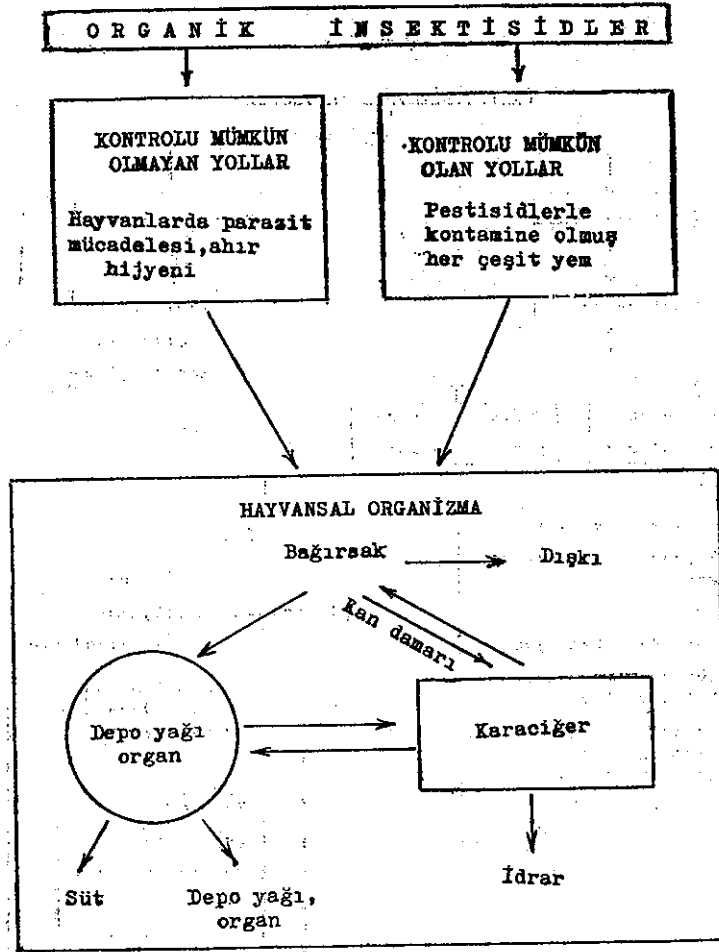 ORGANİK İNSEKTİSİDLER
KONTROLU MÜMKÜN
OLMAYAN YOLLAR
Hayvanlarda parazit
mücadelesi,ahır
hijyeni
KONTROLU MÜMKÜN
OLAN YOLLAR
Pestisidlerle
kontamine olmuş
her çeşit yem
HAYVANSAL ORGANİZMA
Bağırsak
Dışkı
Kan damarı
Depo yağı
organ
Karaciğer
Süt
Depo yağı,
organ
İdrar